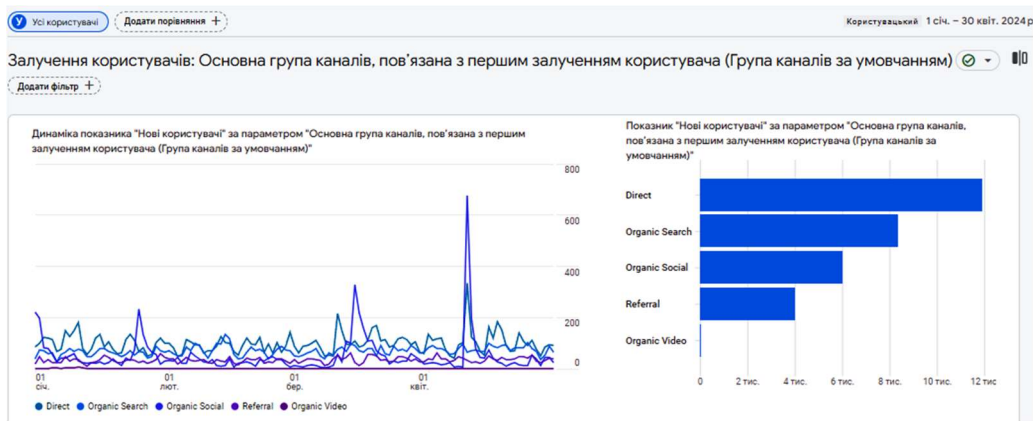 У Усі користувачі Додати порівняння + Користувацький 1 січ. – 30 квіт. 2024 р
Залучення користувачів: Основна група каналів, пов’язана з першим залученням користувача (Група каналів за умовчанням)
Додати фільтр +
Динаміка показника "Нові користувачі" за параметром "Основна група каналів, пов’язана з першим
залученням користувача (Група каналів за умовчанням)"
800
600
400
200
0
01 січ.
01 лют.
01 бер.
01 квіт.
Direct Organic Search Organic Social Referral Organic Video
Показник "Нові користувачі" за параметром "Основна група каналів,
пов’язана з першим залученням користувача (Група каналів за
умовчанням)"
Direct
Organic Search
Organic Social
Referral
Organic Video
0 2 тис. 4 тис. 6 тис. 8 тис. 10 тис. 12 тис